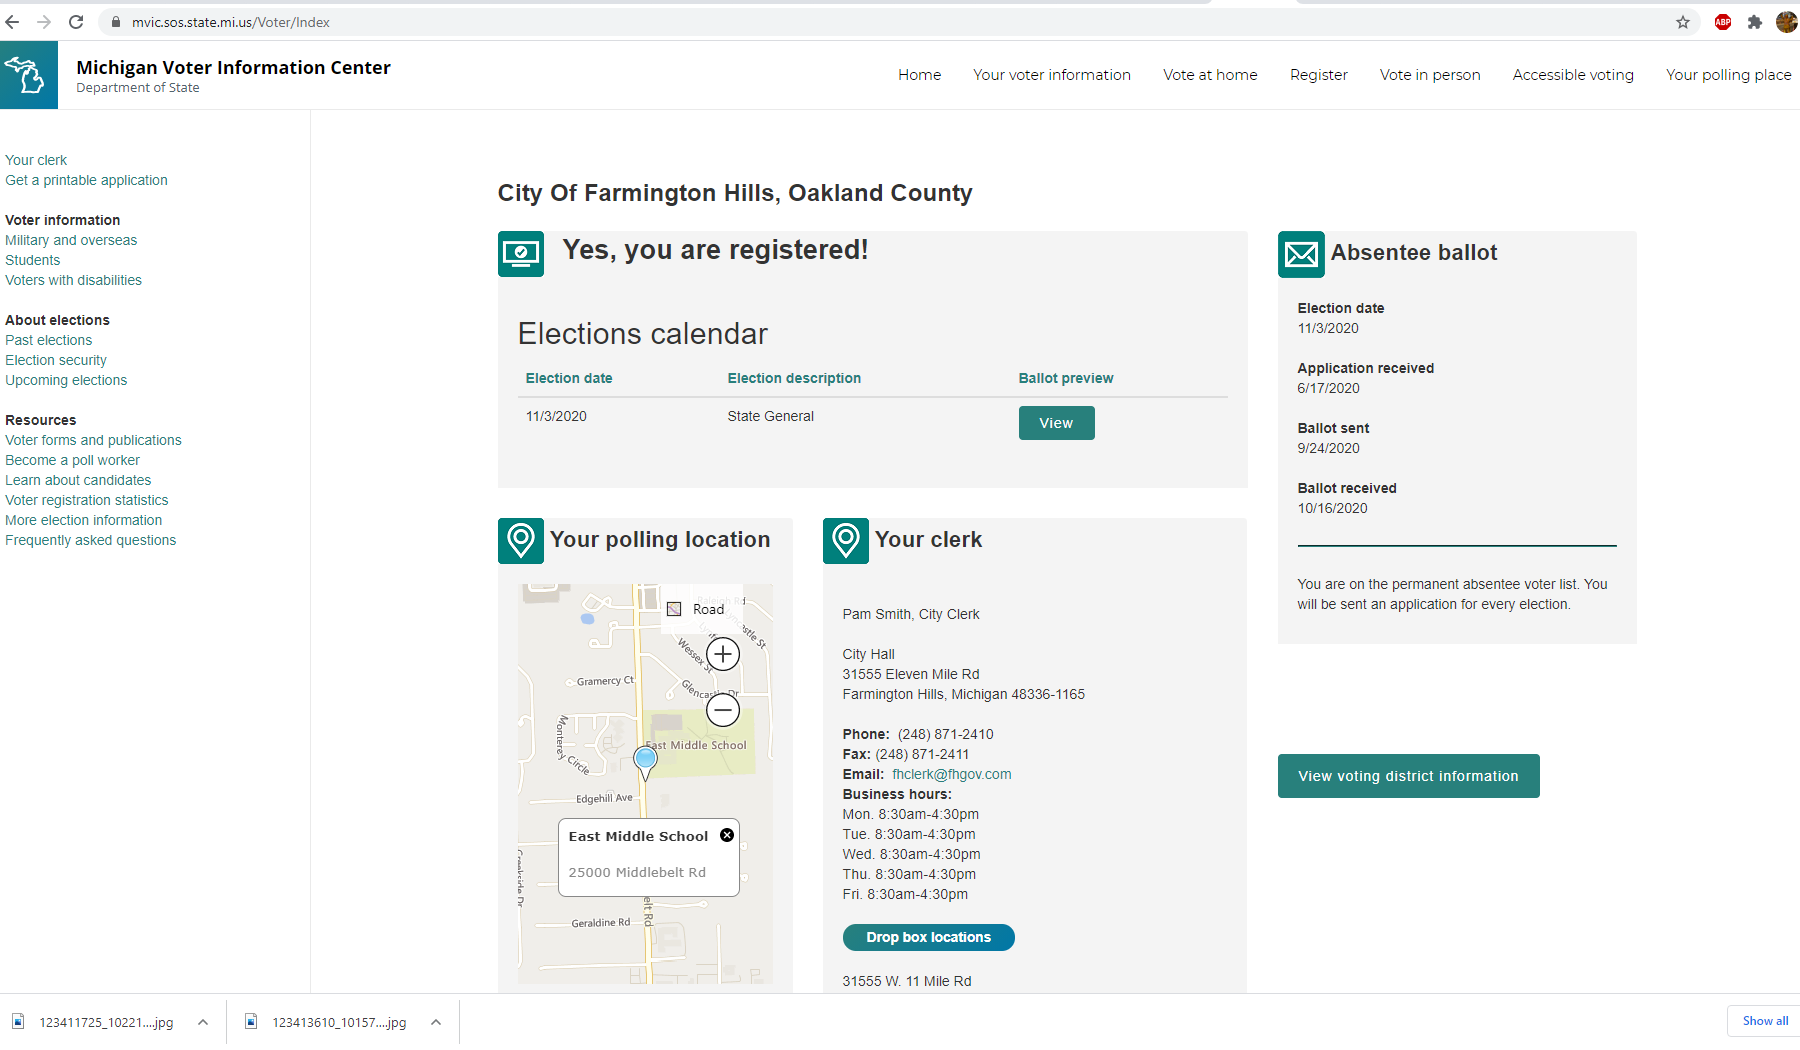 mvic.sos.state.mi.us/Voter/Index
ABP
Michigan Voter Information Center
Department of State
Home
Your voter information
Vote at home
Register
Vote in person
Accessible voting
Your polling place
Your clerk
Get a printable application
Voter information
Military and overseas
Students
Voters with disabilities
About elections
Past elections
Election security
Upcoming elections
Resources
Voter forms and publications
Become a poll worker
Learn about candidates
Voter registration statistics
More election information
Frequently asked questions
City Of Farmington Hills, Oakland County
Yes, you are registered!
Elections calendar
Election date Election description Ballot preview
11/3/2020 State General View
Absentee ballot
Election date
11/3/2020
Application received
6/17/2020
Ballot sent
9/24/2020
Ballot received
10/16/2020
You are on the permanent absentee voter list. You
will be sent an application for every election.
View voting district information
Your polling location
Road
Raleigh Rd
Wessex St
Gramercy Ct
Glencastle Dr
Monterey Circle
East Middle School
Edgehill Ave
East Middle School
25000 Middlebelt Rd
Creekside Dr
elt Rd
Geraldine Rd
Your clerk
Pam Smith, City Clerk
City Hall
31555 Eleven Mile Rd
Farmington Hills, Michigan 48336-1165
Phone: (248) 871-2410
Fax: (248) 871-2411
Email: fhclerk@fhgov.com
Business hours:
Mon. 8:30am-4:30pm
Tue. 8:30am-4:30pm
Wed. 8:30am-4:30pm
Thu. 8:30am-4:30pm
Fri. 8:30am-4:30pm
Drop box locations
31555 W. 11 Mile Rd
123411725_10221....jpg
123413610_10157....jpg
Show all